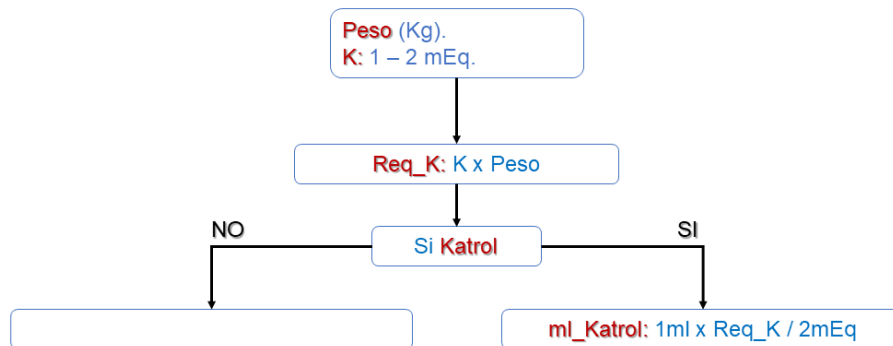 Peso (Kg).
K: 1 – 2 mEq.
Req_K: K x Peso
NO
SI
Si Katrol
ml_Katrol: 1ml x Req_K / 2mEq